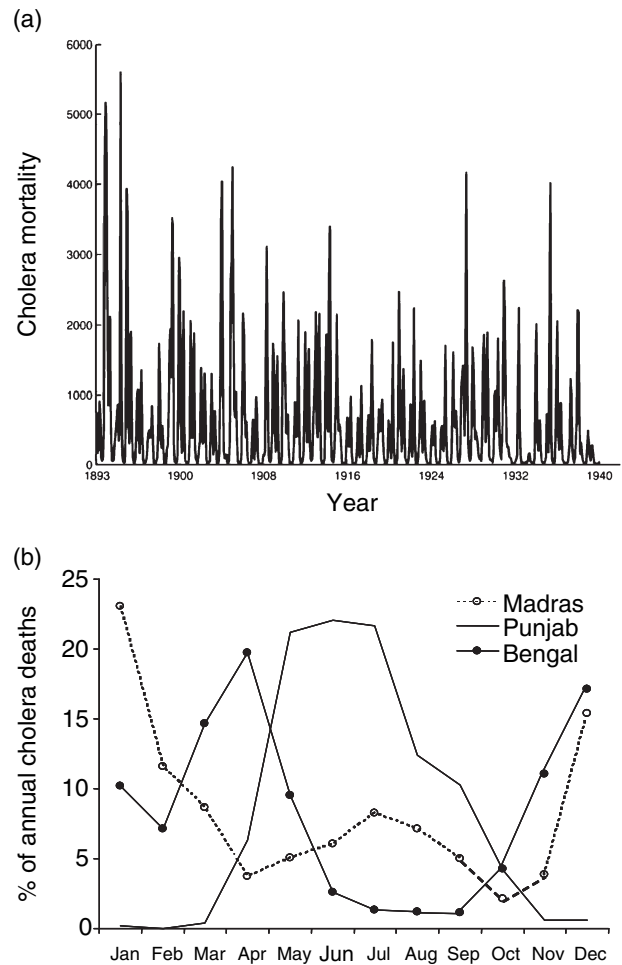 (a)
6000
5000
4000
3000
2000
1000
0
Cholera mortality
1893 1900 1908 1916 1924 1932 1940
Year
(b)
25
20
15
10
5
0
% of annual cholera deaths
Madras
Punjab
Bengal
Jan Feb Mar Apr May Jun Jul Aug Sep Oct Nov Dec